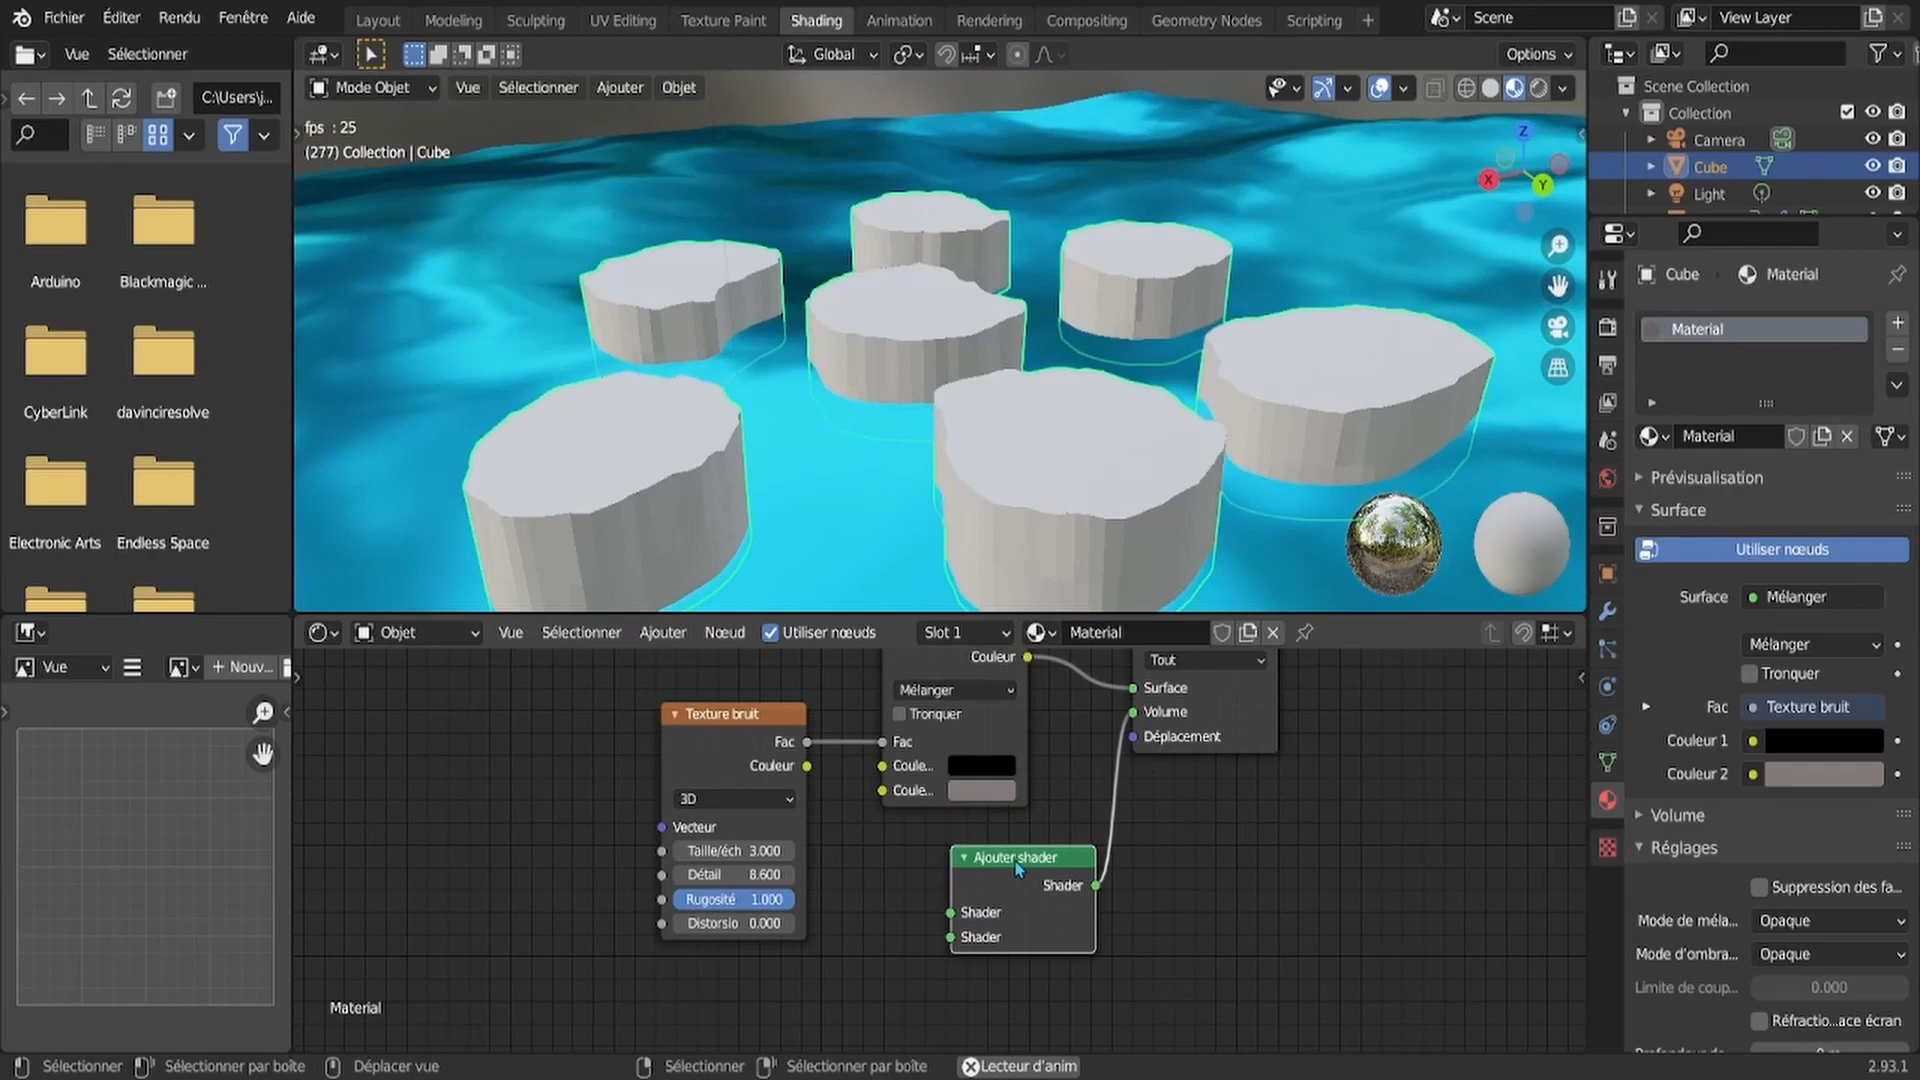 Fichier Éditer Rendu Fenêtre Aide
Layout Modeling Sculpting UV Editing Texture Paint Shading Animation Rendering Compositing Geometry Nodes Scripting +
Scene
View Layer
Vue Sélectionner
Global
Options
C:\Users\j...
Mode Objet Vue Sélectionner Ajouter Objet
fps : 25
(277) Collection | Cube
Z
X
Y
Arduino
Blackmagic ...
CyberLink
davinciresolve
Electronic Arts
Endless Space
Scene Collection
Collection
Camera
Cube
Light
Cube
Material
Material
Material
Prévisualisation
Surface
Utiliser nœuds
Surface Mélanger
Mélanger
Tronquer
Fac Texture bruit
Couleur 1
Couleur 2
Volume
Réglages
Suppression des fa...
Mode de méla... Opaque
Mode d'ombra... Opaque
Limite de coup... 0.000
Réfractio...ace écran
Objet Vue Sélectionner Ajouter Nœud Utiliser nœuds Slot 1 Material
Vue
+ Nouv...
Couleur
Mélanger
Tronquer
Fac
Coule...
Coule...
Tout
Surface
Volume
Déplacement
Texture bruit
Fac
Couleur
3D
Vecteur
Taille/éch 3.000
Détail 8.600
Rugosité 1.000
Distorsio 0.000
Ajouter shader
Shader
Shader
Shader
Material
Sélectionner Sélectionner par boîte Déplacer vue Sélectionner Sélectionner par boîte Lecteur d'anim 2.93.1